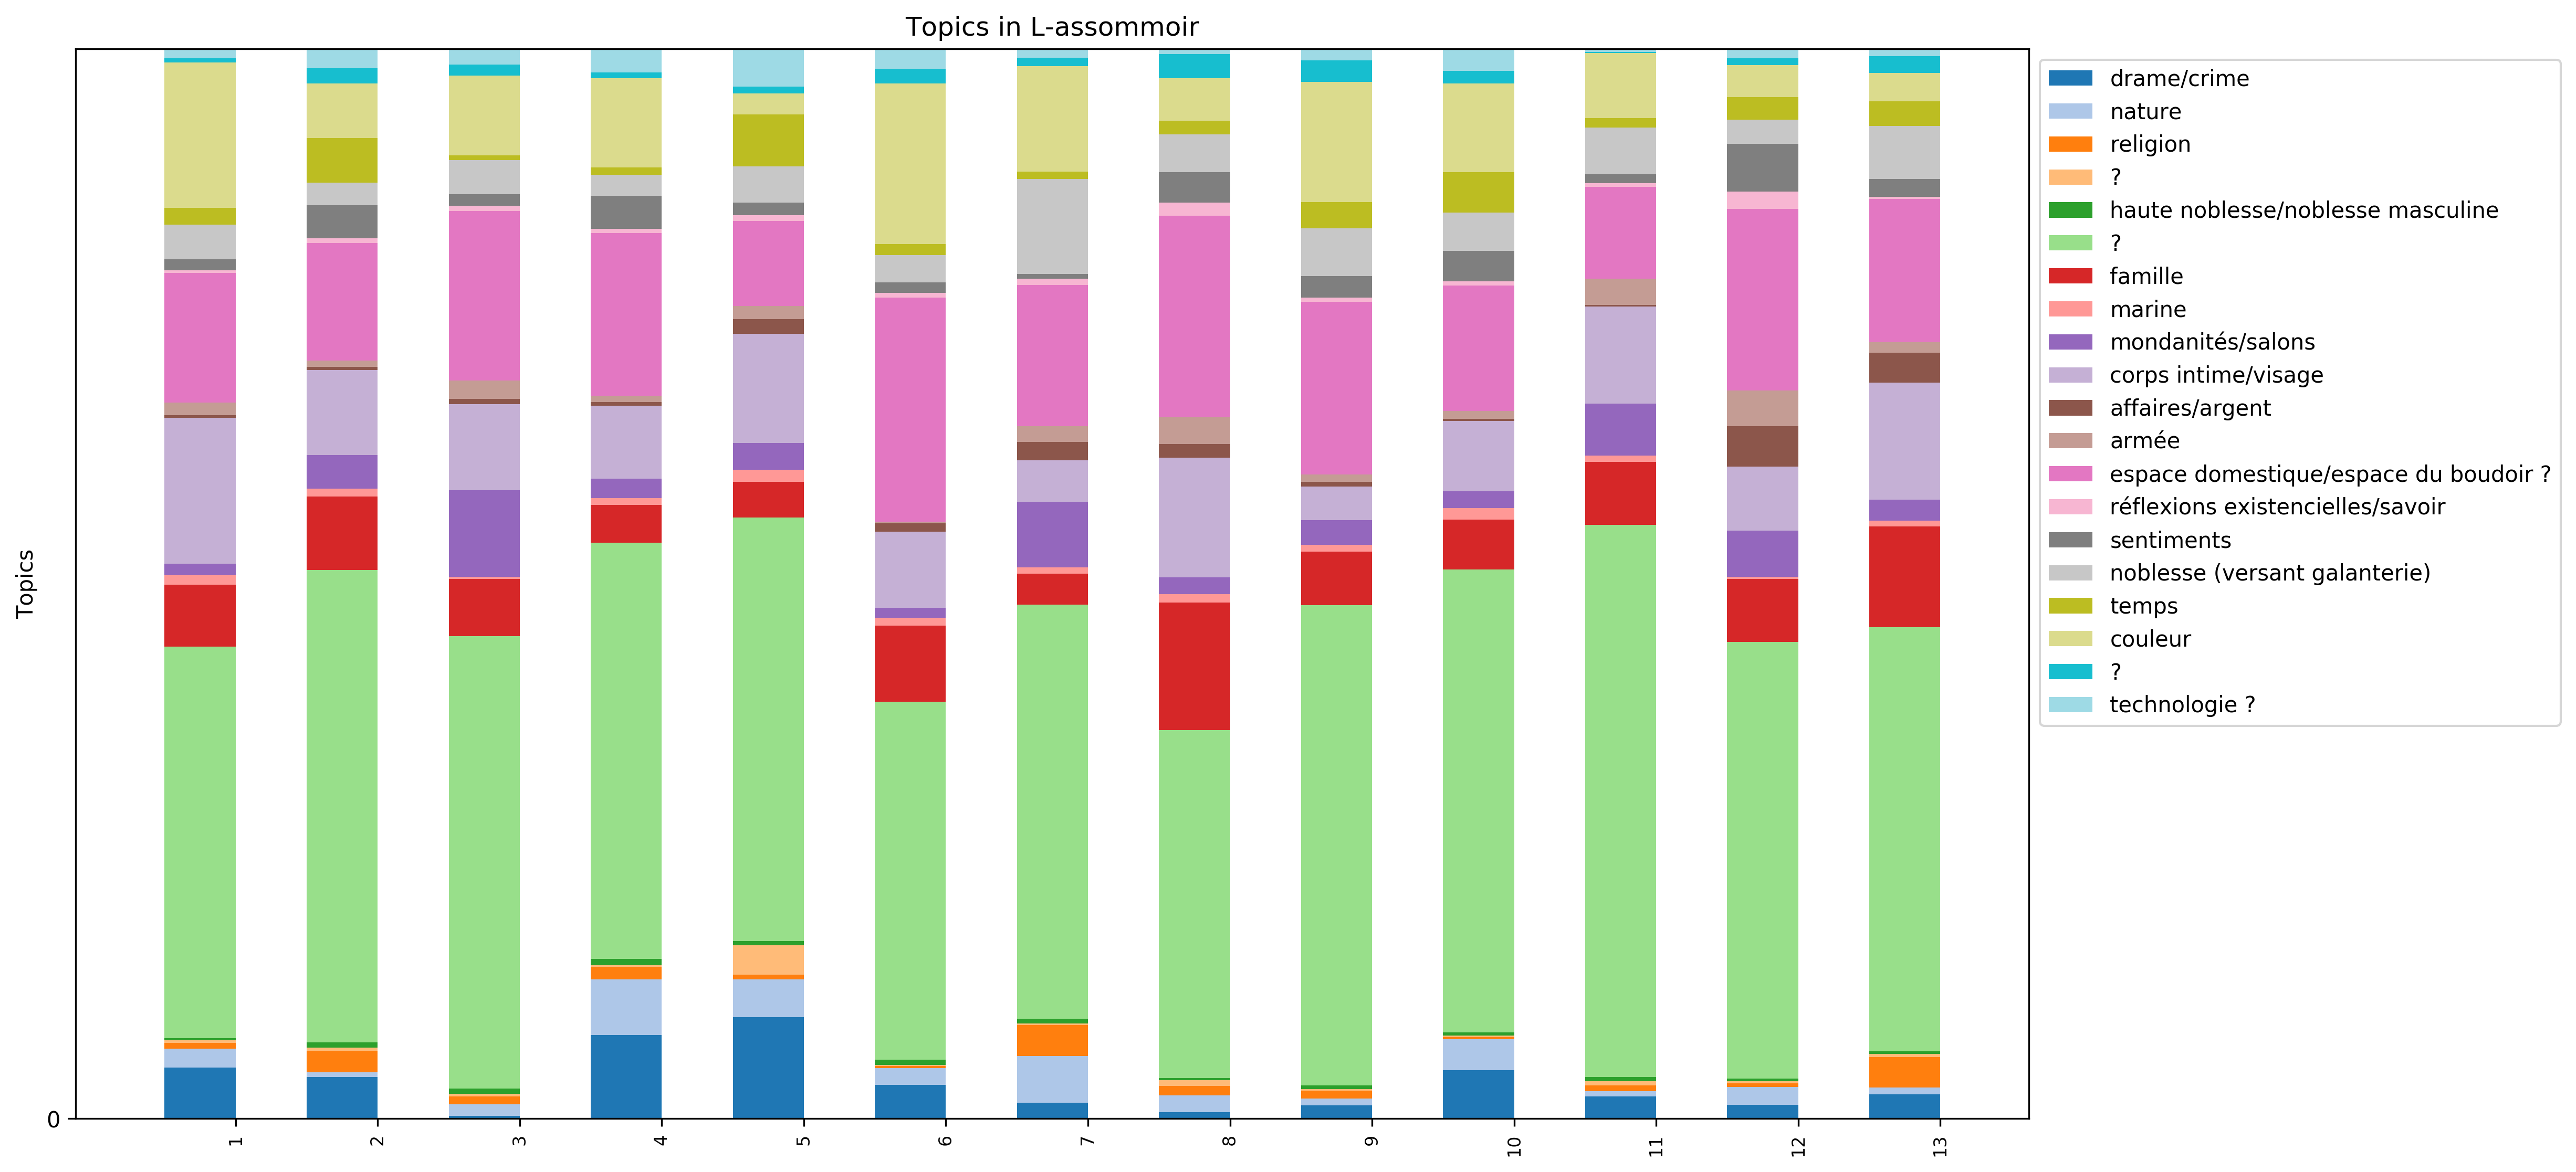 Topics in L-assommoir
Topics
0
1
2
3
4
5
6
7
8
9
10
11
12
13
drame/crime
nature
religion
?
haute noblesse/noblesse masculine
?
famille
marine
mondanités/salons
corps intime/visage
affaires/argent
armée
espace domestique/espace du boudoir ?
réflexions existencielles/savoir
sentiments
noblesse (versant galanterie)
temps
couleur
?
technologie ?